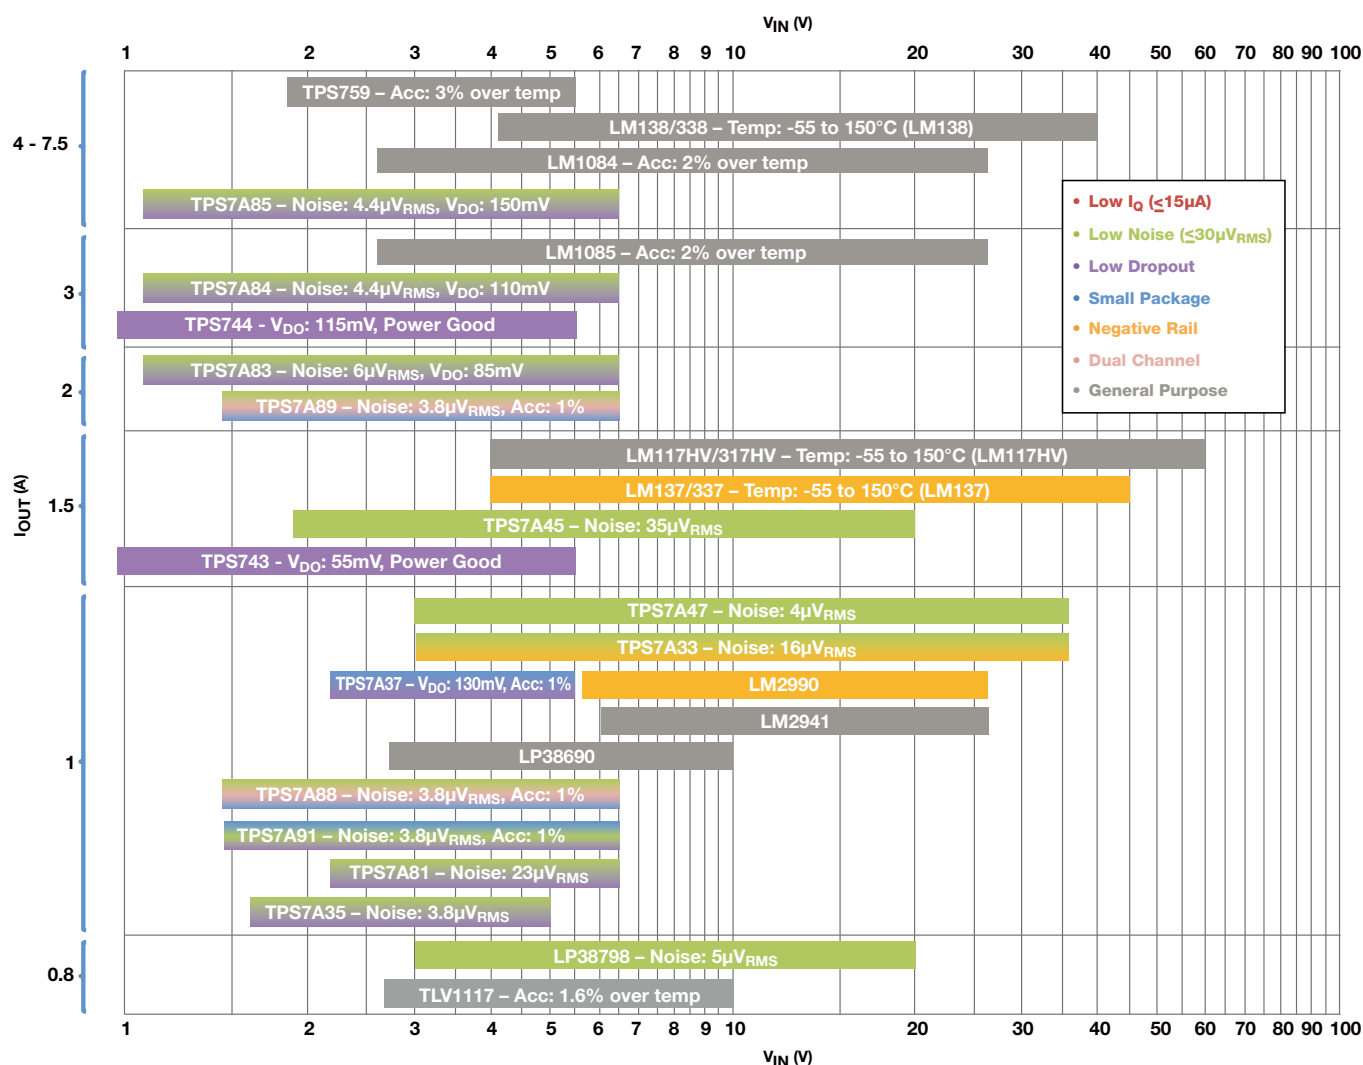 VIN (V)
1 2 3 4 5 6 7 8 9 10 20 30 40 50 60 70 80 90 100
IOUT (A)
4 - 7.5
TPS759 – Acc: 3% over temp
LM138/338 – Temp: -55 to 150°C (LM138)
LM1084 – Acc: 2% over temp
TPS7A85 – Noise: 4.4µVRMS, VDO: 150mV
• Low IQ (≤15µA)
• Low Noise (≤30µVRMS)
• Low Dropout
• Small Package
• Negative Rail
• Dual Channel
• General Purpose
3
LM1085 – Acc: 2% over temp
TPS7A84 – Noise: 4.4µVRMS, VDO: 110mV
TPS744 - VDO: 115mV, Power Good
2
TPS7A83 – Noise: 6µVRMS, VDO: 85mV
TPS7A89 – Noise: 3.8µVRMS, Acc: 1%
1.5
LM117HV/317HV – Temp: -55 to 150°C (LM117HV)
LM137/337 – Temp: -55 to 150°C (LM137)
TPS7A45 – Noise: 35µVRMS
TPS743 - VDO: 55mV, Power Good
1
TPS7A47 – Noise: 4µVRMS
TPS7A33 – Noise: 16µVRMS
TPS7A37 – VDO: 130mV, Acc: 1%
LM2990
LM2941
LP38690
TPS7A88 – Noise: 3.8µVRMS, Acc: 1%
TPS7A91 – Noise: 3.8µVRMS, Acc: 1%
TPS7A81 – Noise: 23µVRMS
TPS7A35 – Noise: 3.8µVRMS
0.8
LP38798 – Noise: 5µVRMS
TLV1117 – Acc: 1.6% over temp
1 2 3 4 5 6 7 8 9 10 20 30 40 50 60 70 80 90 100
VIN (V)